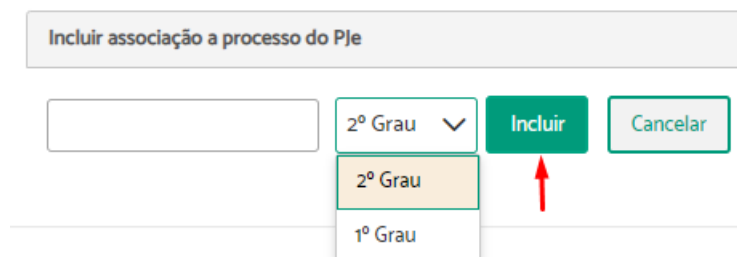 Incluir associação a processo do PJe
2º Grau Incluir Cancelar
2º Grau
1º Grau